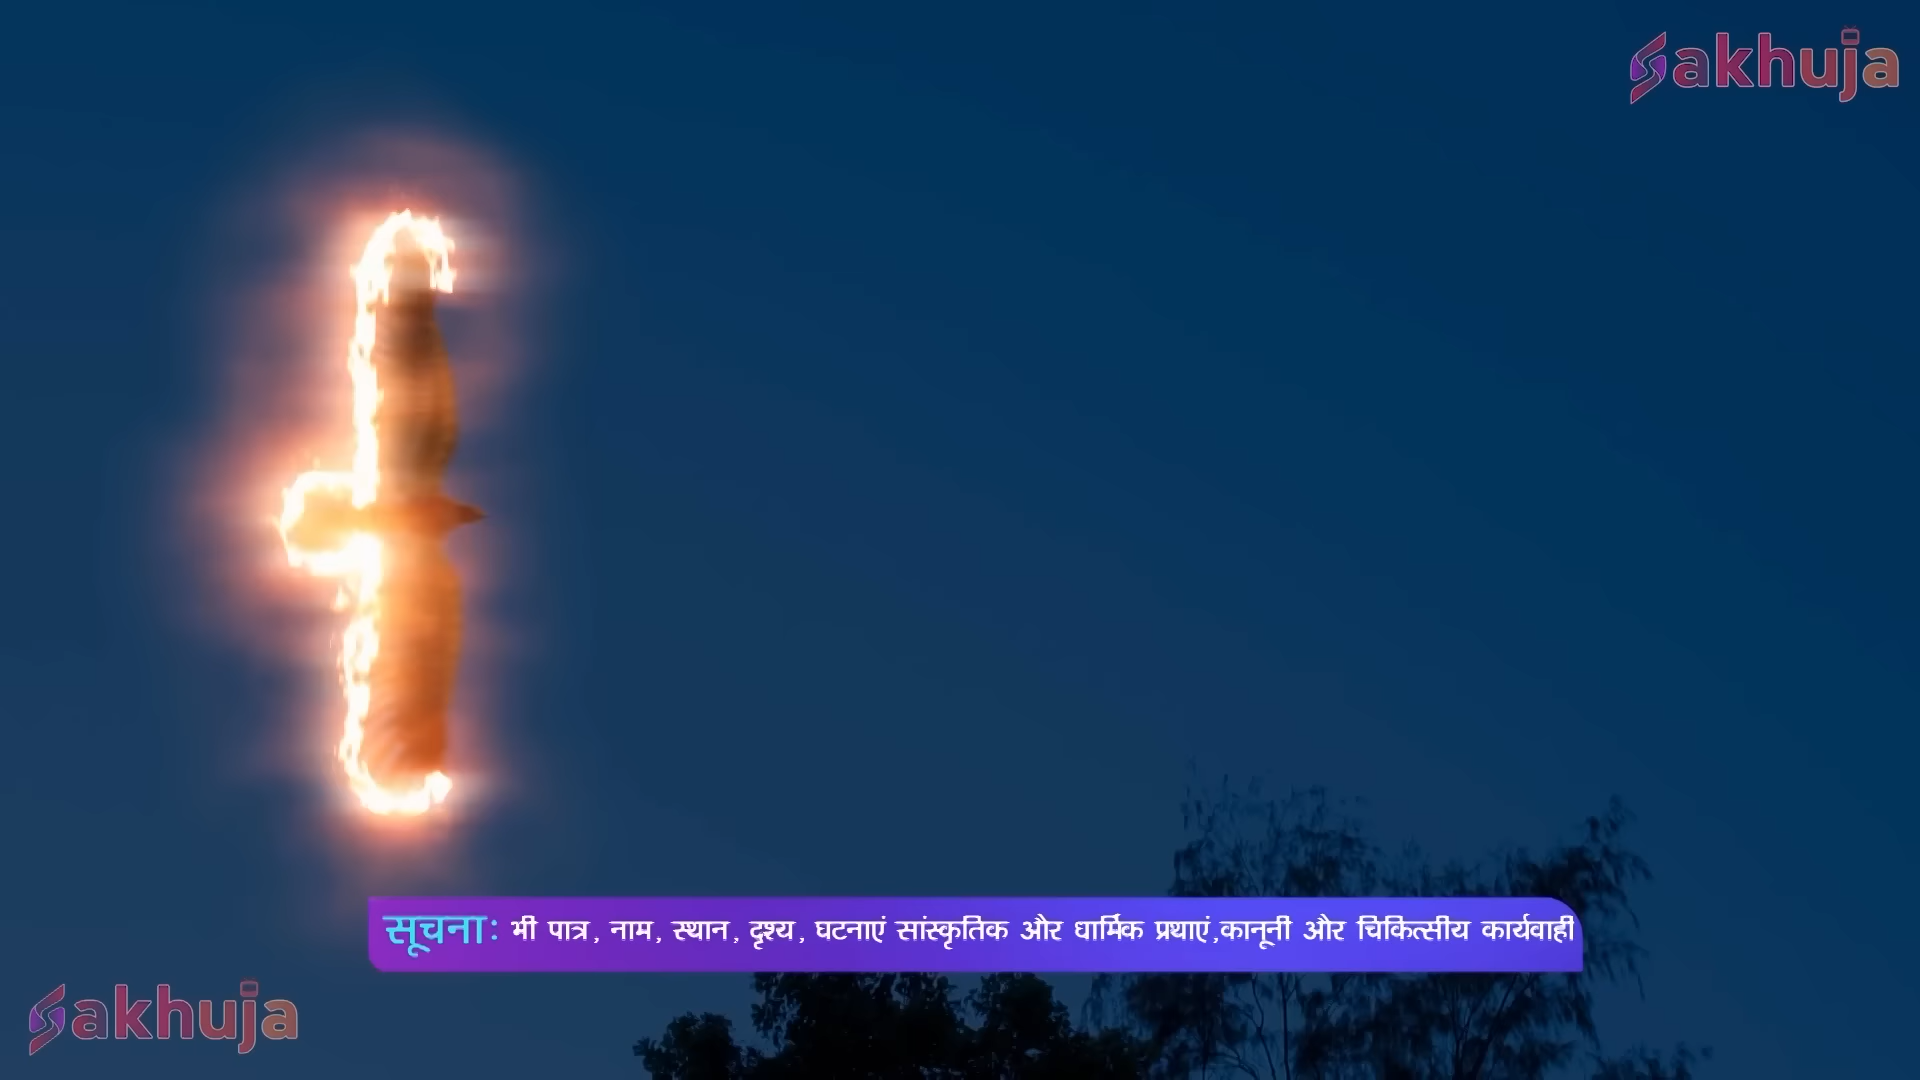 Sakhuja
सूचना: भी पात्र, नाम, स्थान, दृश्य, घटनाएं सांस्कृतिक और धार्मिक प्रथाएं,कानूनी और चिकित्सीय कार्यवाही
Sakhuja